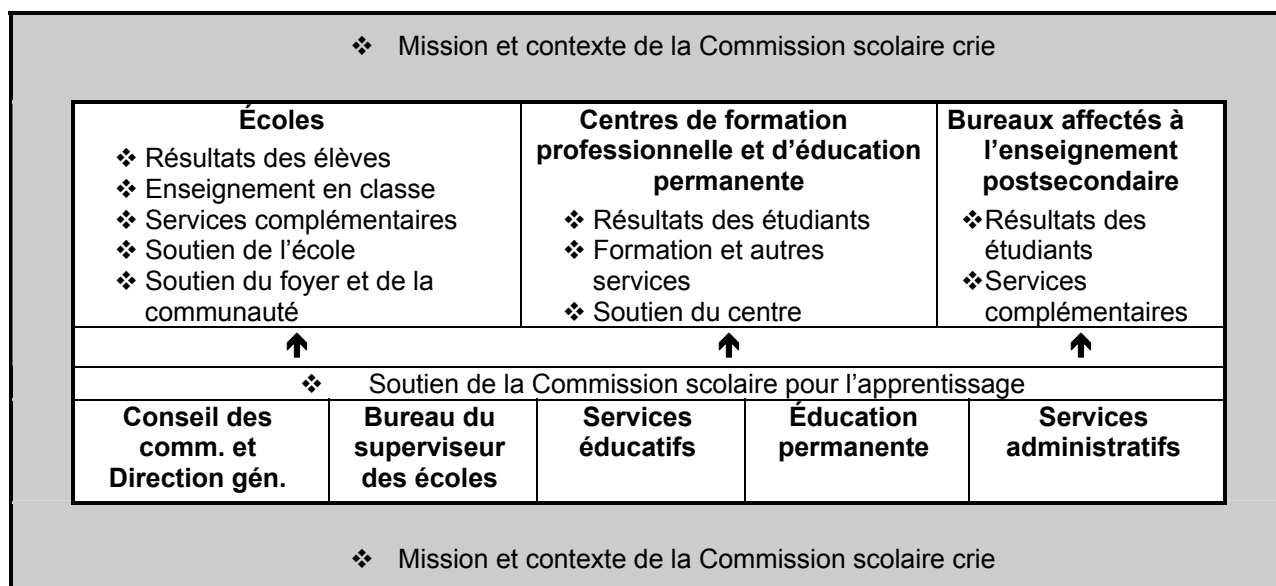 ❖ Mission et contexte de la Commission scolaire crie
Écoles
❖ Résultats des élèves
❖ Enseignement en classe
❖ Services complémentaires
❖ Soutien de l’école
❖ Soutien du foyer et de la
communauté
Centres de formation
professionnelle et d’éducation
permanente
❖ Résultats des étudiants
❖ Formation et autres
services
❖ Soutien du centre
Bureaux affectés à
l’enseignement
postsecondaire
❖Résultats des
étudiants
❖Services
complémentaires
❖ Soutien de la Commission scolaire pour l’apprentissage
Conseil des
comm. et
Direction gén.
Bureau du
superviseur
des écoles
Services
éducatifs
Éducation
permanente
Services
administratifs
❖ Mission et contexte de la Commission scolaire crie